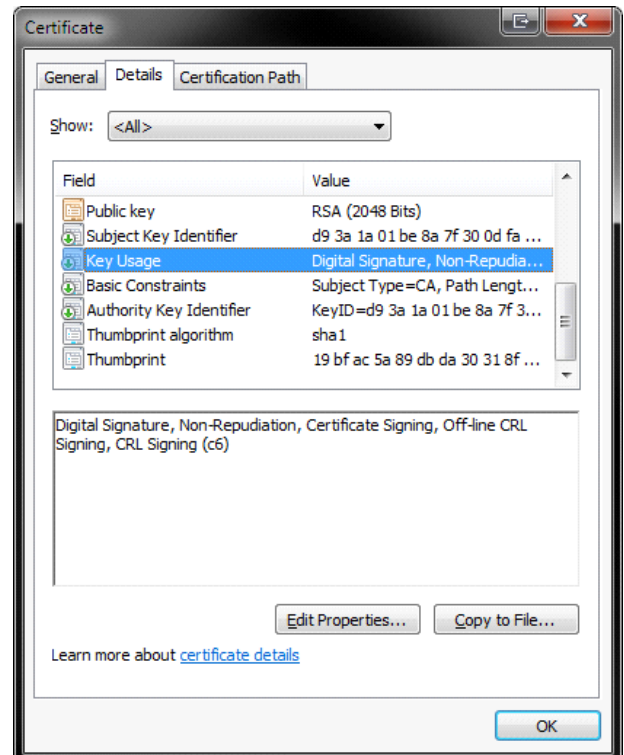 Certificate
General Details Certification Path
Show: <All>
Field Value
Public key RSA (2048 Bits)
Subject Key Identifier d9 3a 1a 01 be 8a 7f 30 0d fa ...
Key Usage Digital Signature, Non-Repudia...
Basic Constraints Subject Type=CA, Path Lengt...
Authority Key Identifier KeyID=d9 3a 1a 01 be 8a 7f 3...
Thumbprint algorithm sha1
Thumbprint 19 bf ac 5a 89 db da 30 31 8f ...
Digital Signature, Non-Repudiation, Certificate Signing, Off-line CRL
Signing, CRL Signing (c6)
Edit Properties... Copy to File...
Learn more about certificate details
OK